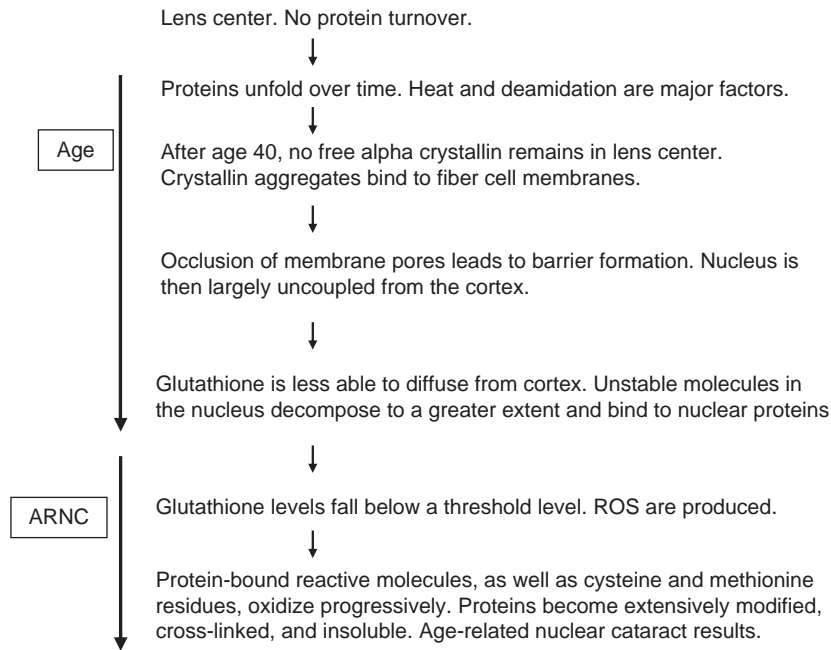 Lens center. No protein turnover.
Proteins unfold over time. Heat and deamidation are major factors.
Age
After age 40, no free alpha crystallin remains in lens center.
Crystallin aggregates bind to fiber cell membranes.
Occlusion of membrane pores leads to barrier formation. Nucleus is
then largely uncoupled from the cortex.
Glutathione is less able to diffuse from cortex. Unstable molecules in
the nucleus decompose to a greater extent and bind to nuclear proteins
ARNC
Glutathione levels fall below a threshold level. ROS are produced.
Protein-bound reactive molecules, as well as cysteine and methionine
residues, oxidize progressively. Proteins become extensively modified,
cross-linked, and insoluble. Age-related nuclear cataract results.